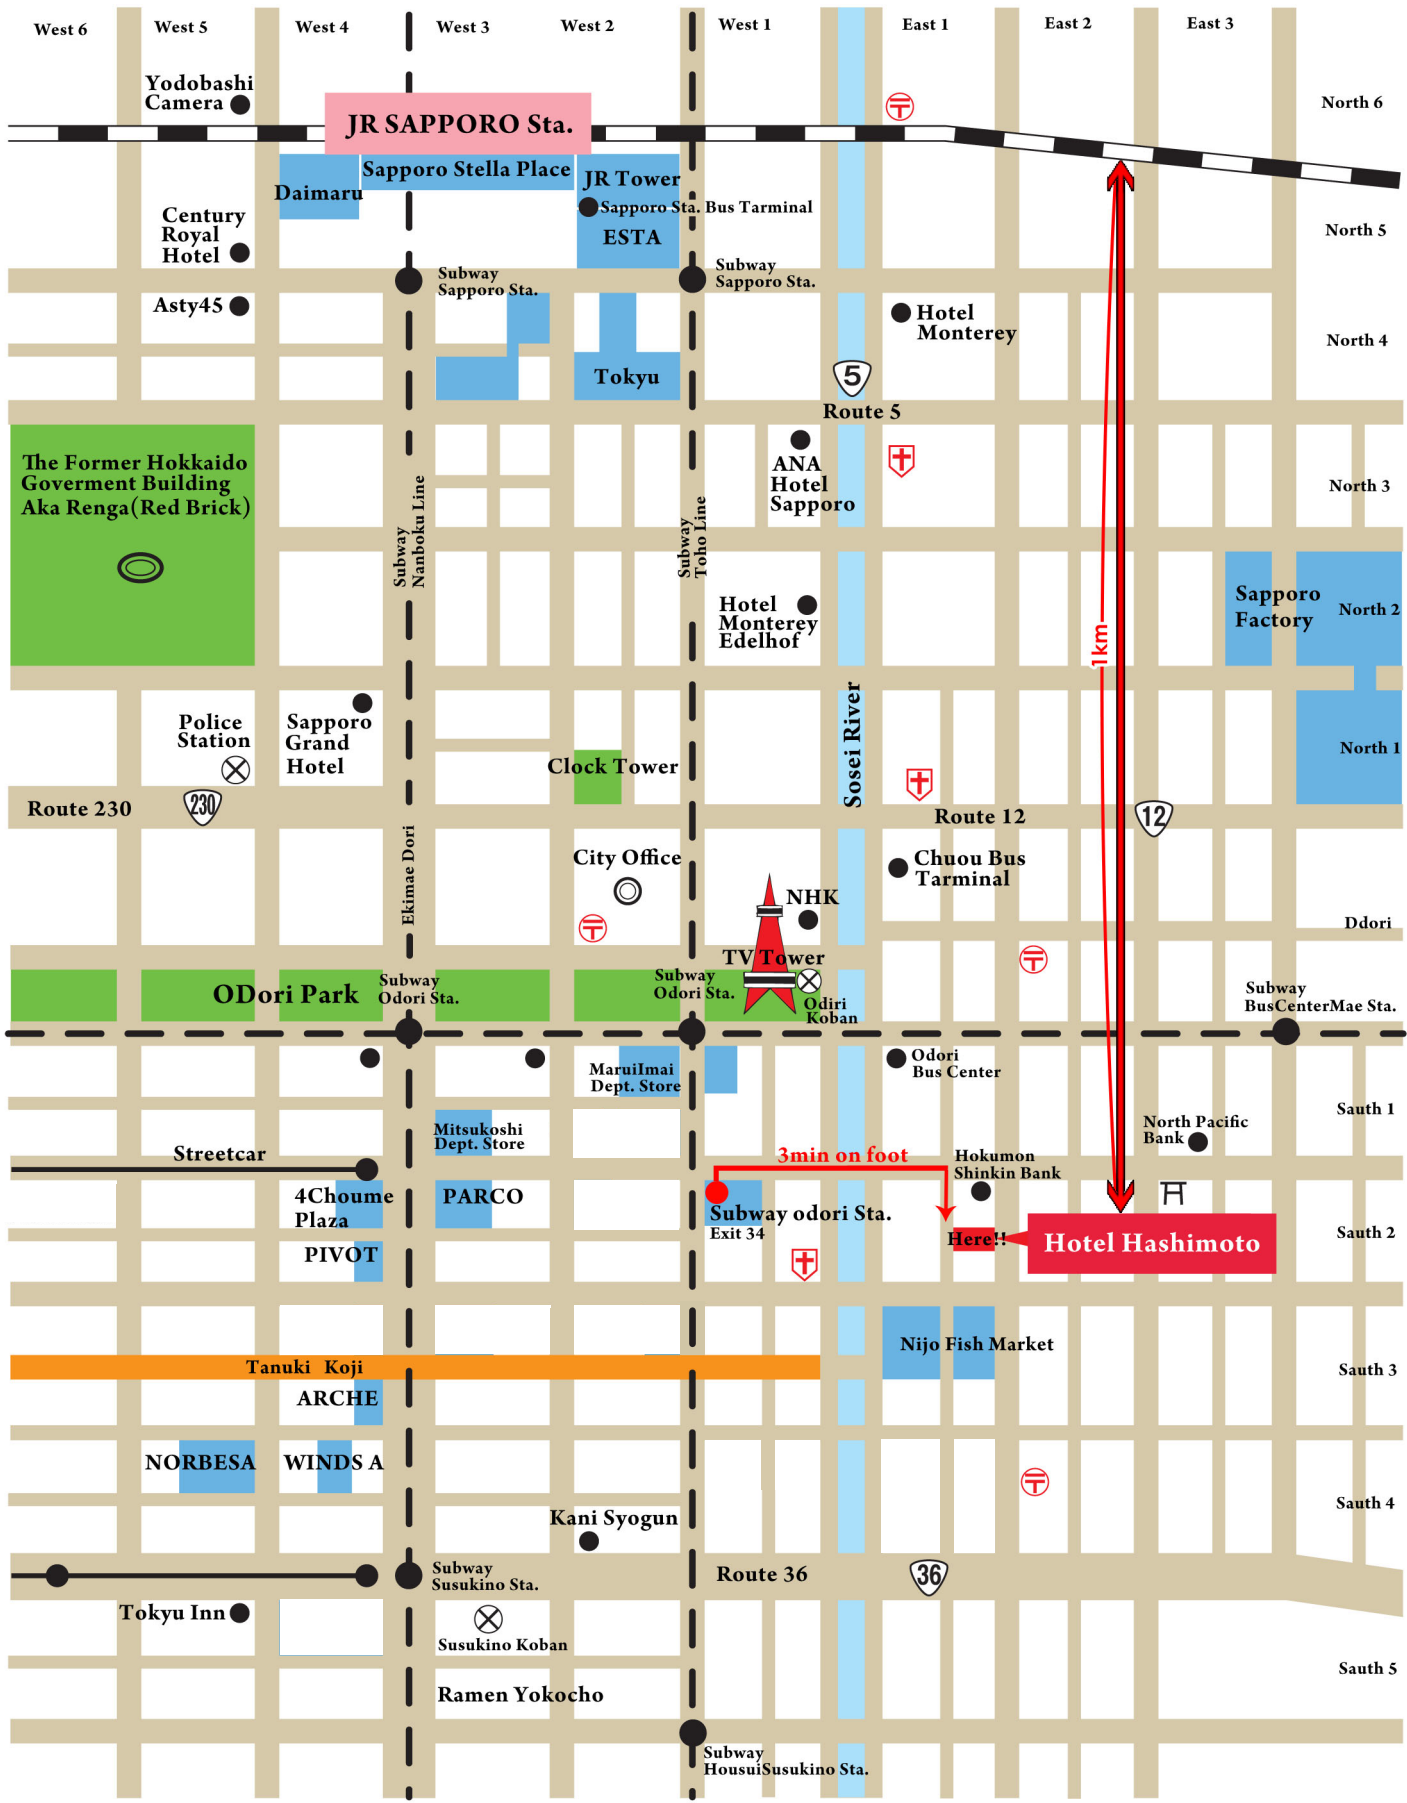 West 6
West 5
West 4
West 3
West 2
West 1
East 1
East 2
East 3
Yodobashi
Camera
North 6
JR SAPPORO Sta.
Sapporo Stella Place
Daimaru
JR Tower
Sapporo Sta. Bus Tarminal
ESTA
Century
Royal
Hotel
North 5
Subway
Sapporo Sta.
Subway
Sapporo Sta.
Asty45
Hotel
Monterey
North 4
Tokyu
5
Route 5
The Former Hokkaido
Goverment Building
Aka Renga(Red Brick)
ANA
Hotel
Sapporo
North 3
Subway
Nanboku Line
Subway
Toho Line
Hotel
Monterey
Edelhof
Sapporo
Factory
North 2
1km
Police
Station
Sapporo
Grand
Hotel
Clock Tower
Sosei River
North 1
Route 230
230
Route 12
12
Ekimae Dori
City Office
Chuou Bus
Tarminal
NHK
Ddori
TV Tower
ODori Park
Subway
Odori Sta.
Subway
Odori Sta.
Odiri
Koban
Subway
BusCenterMae Sta.
MaruiImai
Dept. Store
Odori
Bus Center
Sauth 1
Mitsukoshi
Dept. Store
North Pacific
Bank
Streetcar
3min on foot
Hokumon
Shinkin Bank
4Choume
Plaza
PARCO
Subway odori Sta.
Exit 34
Sauth 2
Here!!
Hotel Hashimoto
PIVOT
Nijo Fish Market
Tanuki Koji
Sauth 3
ARCHE
NORBESA
WINDS A
Sauth 4
Kani Syogun
Subway
Susukino Sta.
Route 36
36
Tokyu Inn
Susukino Koban
Sauth 5
Ramen Yokocho
Subway
HousuiSusukino Sta.